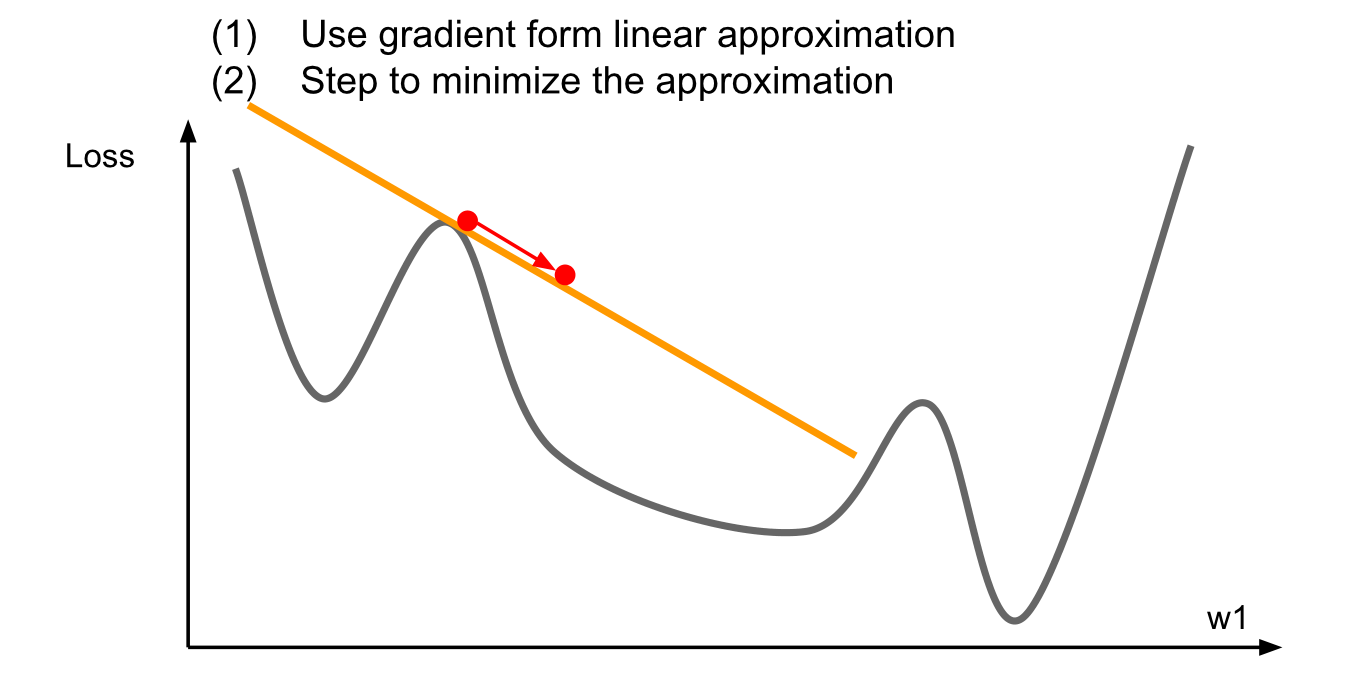 (1) Use gradient form linear approximation
(2) Step to minimize the approximation
Loss
w1